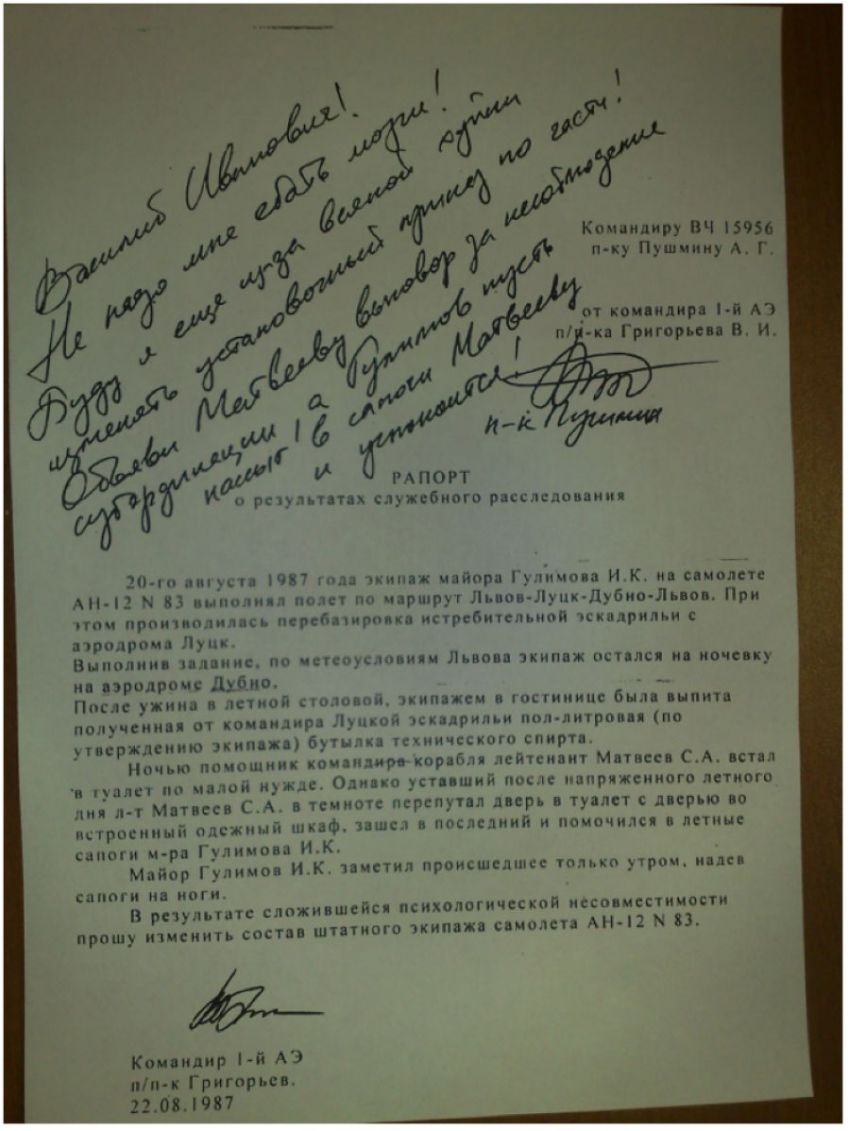 Василий Иванович!
Не надо мне ебать мозги!
Буду я еще из-за всякой хуйни
изменять установочный приказ по части!
Объяви Матвееву выговор за несоблюдение
субординации, а Гулимов пусть
нассыт в сапоги Матвееву
и успокоится!
п-к Пушмин
Командиру ВЧ 15956
п-ку Пушмину А. Г.
от командира 1-й АЭ
п/п-ка Григорьева В. И.
РАПОРТ
о результатах служебного расследования
20-го августа 1987 года экипаж майора Гулимова И.К. на самолете
АН-12 N 83 выполнял полет по маршрут Львов-Луцк-Дубно-Львов. При
этом производилась перебазировка истребительной эскадрильи с
аэродрома Луцк.
Выполнив задание, по метеоусловиям Львова экипаж остался на ночевку
на аэродроме Дубно.
После ужина в летной столовой, экипажем в гостинице была выпита
полученная от командира Луцкой эскадрильи пол-литровая (по
утверждению экипажа) бутылка технического спирта.
Ночью помощник командира корабля лейтенант Матвеев С.А. встал
в туалет по малой нужде. Однако уставший после напряженного летного
дня л-т Матвеев С.А. в темноте перепутал дверь в туалет с дверью во
встроенный одежный шкаф, зашел в последний и помочился в летные
сапоги м-ра Гулимова И.К.
Майор Гулимов И.К. заметил происшедшее только утром, надев
сапоги на ноги.
В результате сложившейся психологической несовместимости
прошу изменить состав штатного экипажа самолета АН-12 N 83.
Командир 1-й АЭ
п/п-к Григорьев.
22.08.1987